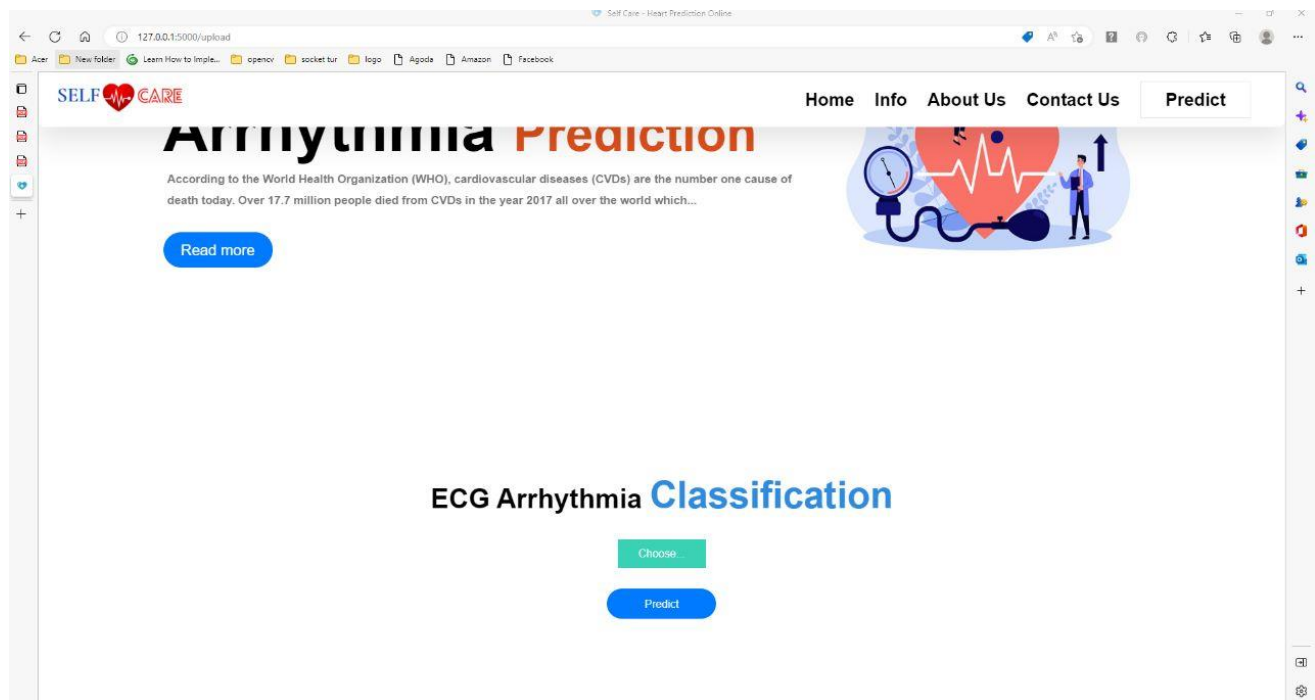 Self Care - Heart Prediction Online
127.0.0.1:5000/upload
Acer New folder Learn How to Imple... opencv socket tur logo Agoda Amazon Facebook
SELF CARE Home Info About Us Contact Us Predict
Arrhythmia Prediction
According to the World Health Organization (WHO), cardiovascular diseases (CVDs) are the number one cause of
death today. Over 17.7 million people died from CVDs in the year 2017 all over the world which...
Read more
ECG Arrhythmia Classification
Choose...
Predict